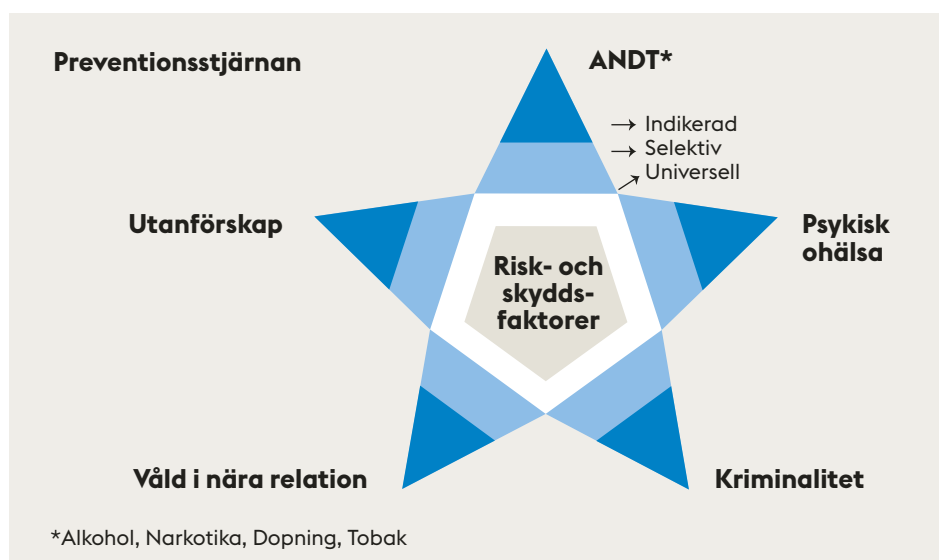 Preventionsstjärnan
ANDT*
→ Indikerad
→ Selektiv
↗ Universell
Utanförskap
Psykisk
ohälsa
Risk- och
skydds-
faktorer
Våld i nära relation
Kriminalitet
*Alkohol, Narkotika, Dopning, Tobak